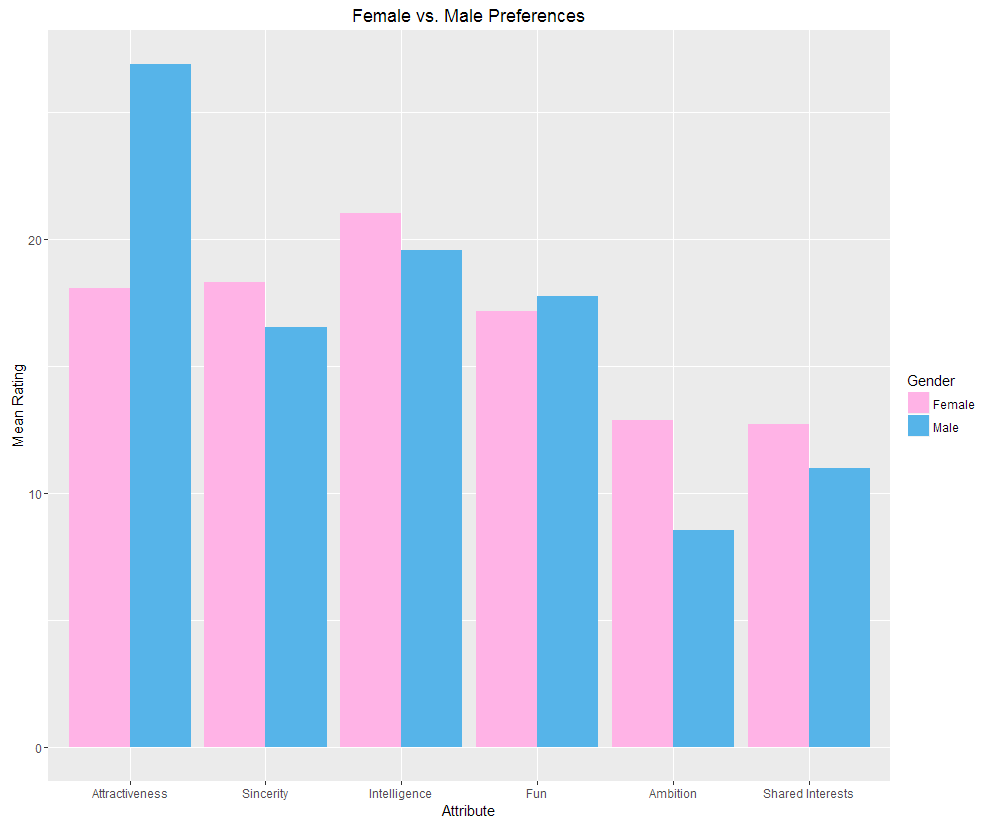 Female vs. Male Preferences
Mean Rating
20
10
0
Attractiveness Sincerity Intelligence Fun Ambition Shared Interests
Attribute
Gender
Female
Male